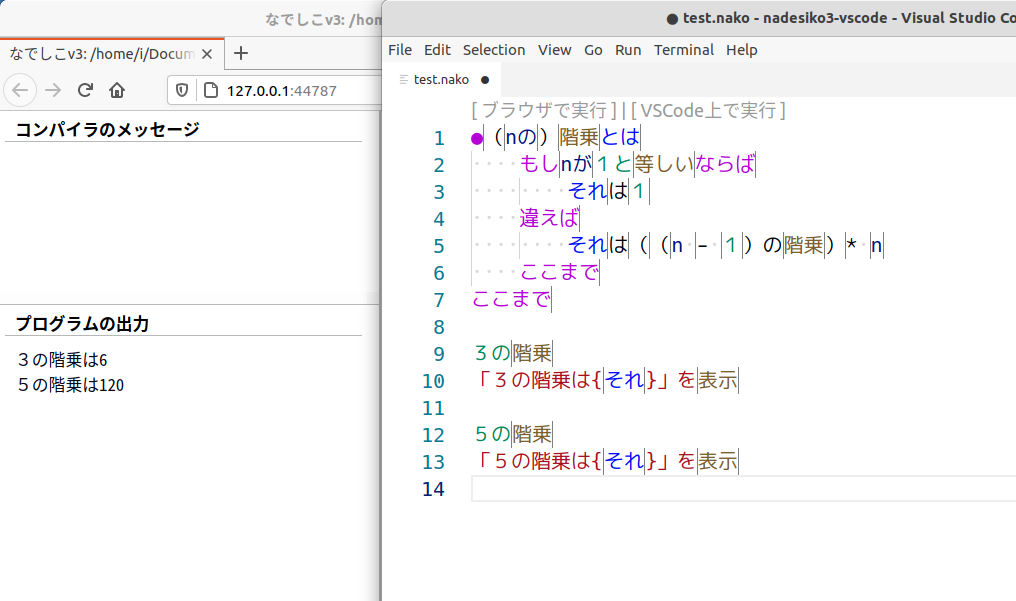 なでしこv3: /hom
なでしこv3: /home/i/Docum
127.0.0.1:44787
コンパイラのメッセージ
プログラムの出力
３の階乗は6
５の階乗は120
● test.nako - nadesiko3-vscode - Visual Studio Co
File Edit Selection View Go Run Terminal Help
test.nako ●
[ ブラウザで実行 ] | [ VSCode上で実行 ]
1 ●（nの）階乗とは
2 もしnが１と等しいならば
3 それは１
4 違えば
5 それは（（n - １）の階乗）* n
6 ここまで
7 ここまで
8
9 ３の階乗
10 「３の階乗は{それ}」を表示
11
12 ５の階乗
13 「５の階乗は{それ}」を表示
14